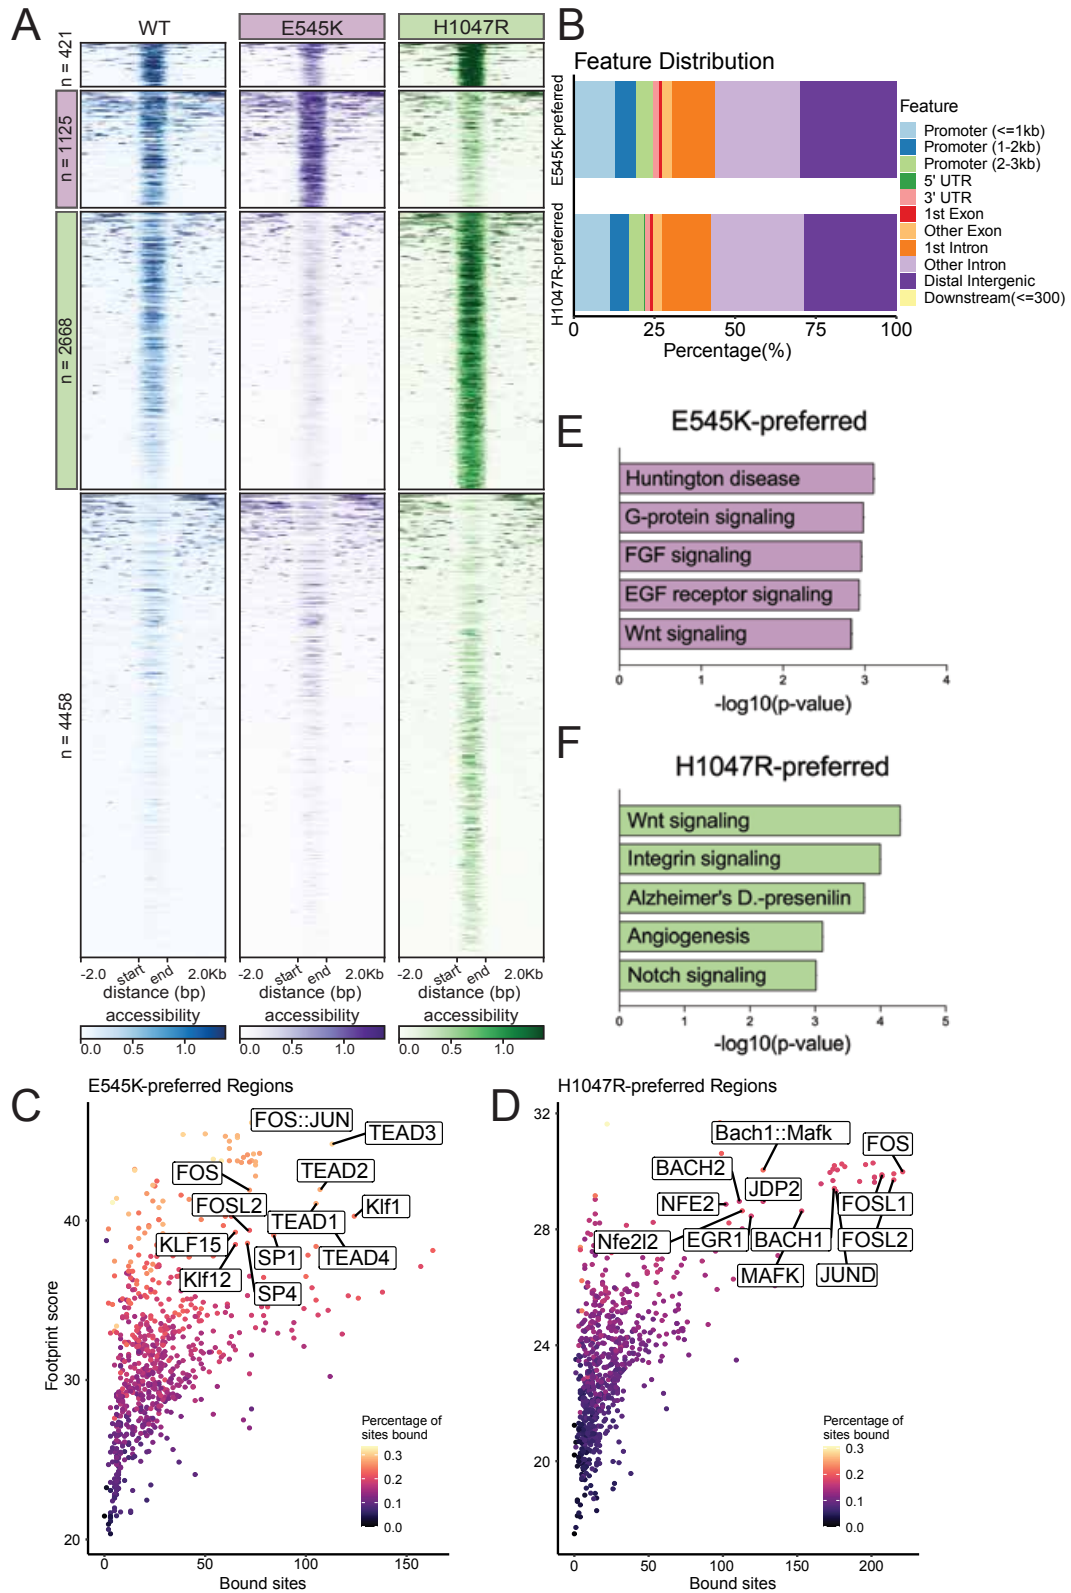 A
WT
E545K
H1047R
n = 421
n = 1125
n = 2668
n = 4458
-2.0 start end 2.0Kb
distance (bp)
-2.0 start end 2.0Kb
distance (bp)
-2.0 start end 2.0Kb
distance (bp)
accessibility
0.0 0.5 1.0
accessibility
0.0 0.5 1.0
accessibility
0.0 0.5 1.0
B
Feature Distribution
E545K-preferred
H1047R-preferred
0 25 50 75 100
Percentage(%)
Feature
Promoter (<=1kb)
Promoter (1-2kb)
Promoter (2-3kb)
5' UTR
3' UTR
1st Exon
Other Exon
1st Intron
Other Intron
Distal Intergenic
Downstream(<=300)
E
E545K-preferred
Huntington disease
G-protein signaling
FGF signaling
EGF receptor signaling
Wnt signaling
0 1 2 3 4
-log10(p-value)
F
H1047R-preferred
Wnt signaling
Integrin signaling
Alzheimer's D.-presenilin
Angiogenesis
Notch signaling
0 1 2 3 4 5
-log10(p-value)
C
E545K-preferred Regions
FOS::JUN
TEAD3
FOS
TEAD2
FOSL2
Klf1
TEAD1
KLF15
SP1
TEAD4
Klf12
SP4
Footprint score
40
30
20
Percentage of
sites bound
0.3
0.2
0.1
0.0
0 50 100 150
Bound sites
D
H1047R-preferred Regions
Bach1::Mafk
FOS
BACH2
JDP2
NFE2
FOSL1
Nfe2l2
EGR1
BACH1
FOSL2
MAFK
JUND
32
28
24
20
Percentage of
sites bound
0.3
0.2
0.1
0.0
0 50 100 150 200
Bound sites